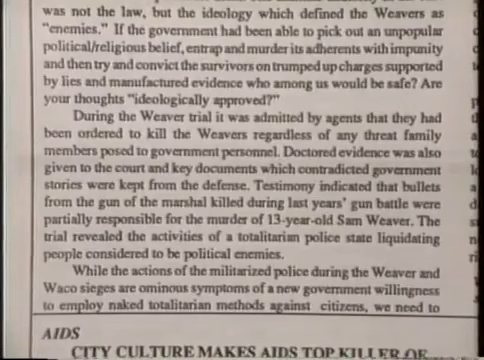 was not the law, but the ideology which defined the Weavers as
"enemies." If the government had been able to pick out an unpopular
political/religious belief, entrap and murder its adherents with impunity
and then try and convict the survivors on trumped up charges supported
by lies and manufactured evidence who among us would be safe? Are
your thoughts "ideologically approved?"
During the Weaver trial it was admitted by agents that they had
been ordered to kill the Weavers regardless of any threat family
members posed to government personnel. Doctored evidence was also
given to the court and key documents which contradicted government
stories were kept from the defense. Testimony indicated that bullets
from the gun of the marshal killed during last years' gun battle were
partially responsible for the murder of 13-year-old Sam Weaver. The
trial revealed the activities of a totalitarian police state liquidating
people considered to be political enemies.
While the actions of the militarized police during the Weaver and
Waco sieges are ominous symptoms of a new government willingness
to employ naked totalitarian methods against citizens, we need to
AIDS
CITY CULTURE MAKES AIDS TOP KILLER OF